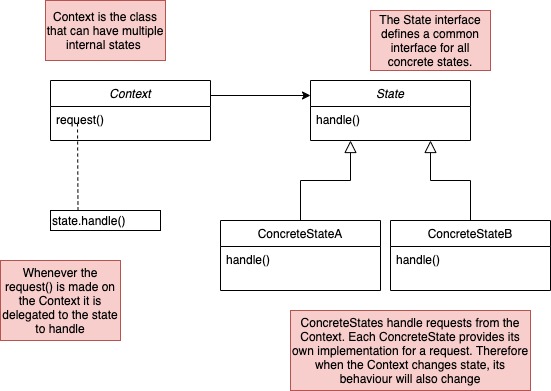 Context is the class
that can have multiple
internal states
The State interface
defines a common
interface for all
concrete states.
Context
request()
State
handle()
state.handle()
ConcreteStateA
handle()
ConcreteStateB
handle()
Whenever the
request() is made on
the Context it is
delegated to the state
to handle
ConcreteStates handle requests from the
Context. Each ConcreteState provides its
own implementation for a request. Therefore
when the Context changes state, its
behaviour will also change